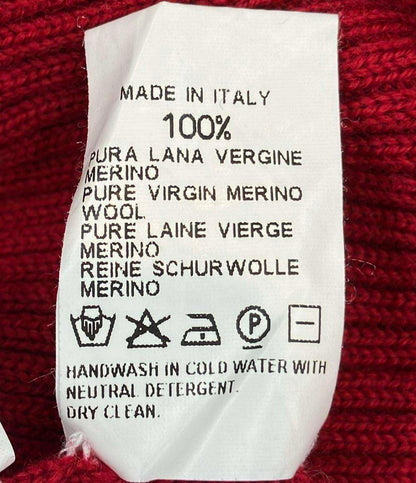 MADE IN ITALY
100%
PURA LANA VERGINE
MERINO
PURE VIRGIN MERINO
WOOL
PURE LAINE VIERGE
MERINO
REINE SCHURWOLLE
MERINO
P
HANDWASH IN COLD WATER WITH
NEUTRAL DETERGENT.
DRY CLEAN.